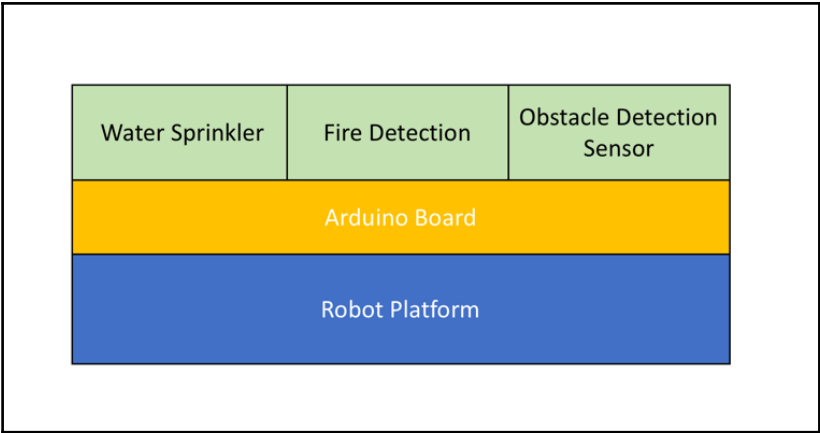 Water Sprinkler
Fire Detection
Obstacle Detection
Sensor
Arduino Board
Robot Platform